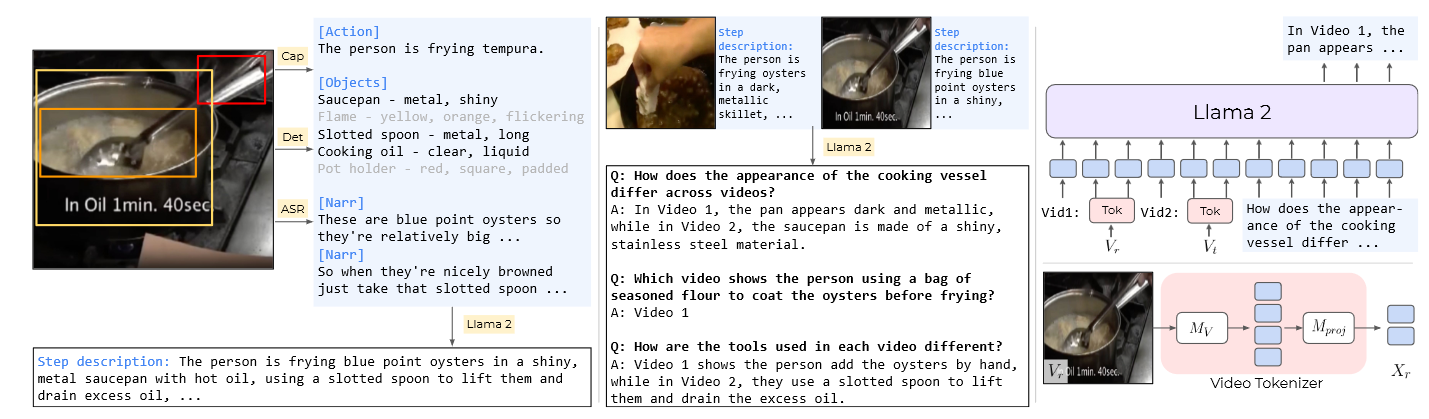 Cap
Det
ASR
In Oil 1min. 40sec
[Action]
The person is frying tempura.
[Objects]
Saucepan - metal, shiny
Flame - yellow, orange, flickering
Slotted spoon - metal, long
Cooking oil - clear, liquid
Pot holder - red, square, padded
[Narr]
These are blue point oysters so
they're relatively big ...
[Narr]
So when they're nicely browned
just take that slotted spoon ...
Llama 2
Step description: The person is frying blue point oysters in a shiny,
metal saucepan with hot oil, using a slotted spoon to lift them and
drain excess oil, ...
Step
description:
The person is
frying oysters
in a dark,
metallic
skillet, ...
In Oil 1min. 40sec.
Step
description:
The person is
frying blue
point oysters
in a shiny,
...
Llama 2
Q: How does the appearance of the cooking vessel
differ across videos?
A: In Video 1, the pan appears dark and metallic,
while in Video 2, the saucepan is made of a shiny,
stainless steel material.
Q: Which video shows the person using a bag of
seasoned flour to coat the oysters before frying?
A: Video 1
Q: How are the tools used in each video different?
A: Video 1 shows the person add the oysters by hand,
while in Video 2, they use a slotted spoon to lift
them and drain the excess oil.
In Video 1, the
pan appears ...
Llama 2
Vid1: Tok Vid2: Tok
V_r V_t
How does the appear-
ance of the cooking
vessel differ ...
V_r Oil 1min. 40sec.
M_V M_proj
X_r
Video Tokenizer